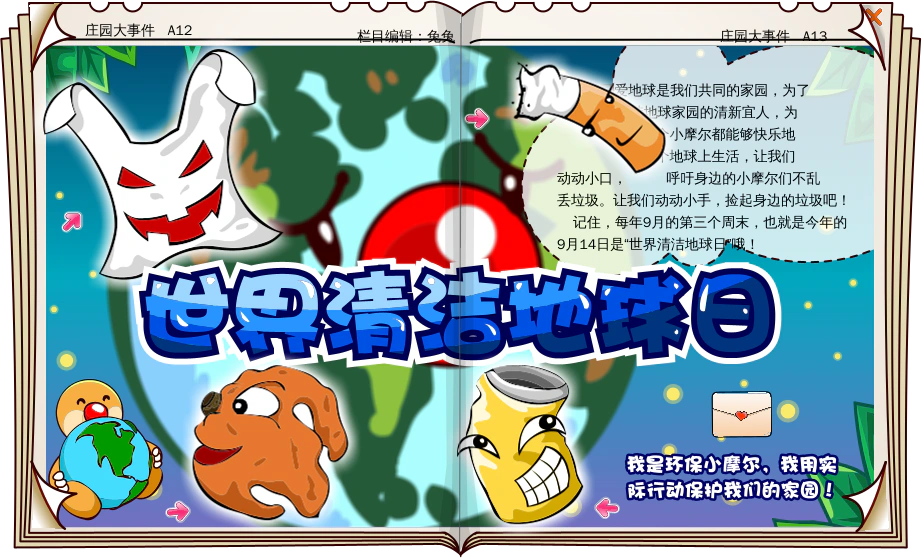 庄园大事件 A12
栏目编辑：兔兔
庄园大事件 A13
爱地球是我们共同的家园，为了
地球家园的清新宜人，为
小摩尔都能够快乐地
地球上生活，让我们
动动小口， 呼吁身边的小摩尔们不乱
丢垃圾。让我们动动小手，捡起身边的垃圾吧！
记住，每年9月的第三个周末，也就是今年的
9月14日是“世界清洁地球日”哦！
世界清洁地球日
我是环保小摩尔，我用实
际行动保护我们的家园！